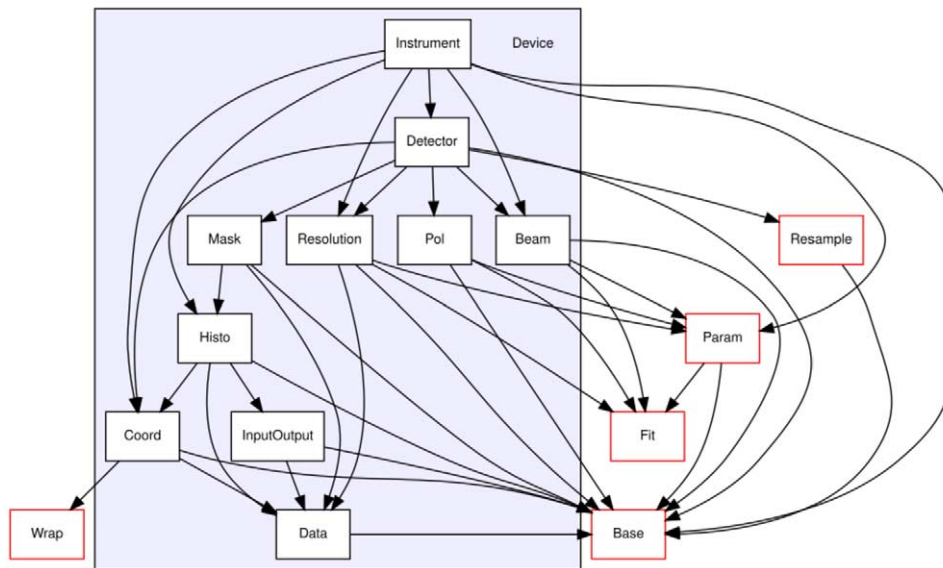 Instrument
Device
Detector
Mask
Resolution
Pol
Beam
Resample
Histo
Param
Coord
InputOutput
Fit
Wrap
Data
Base